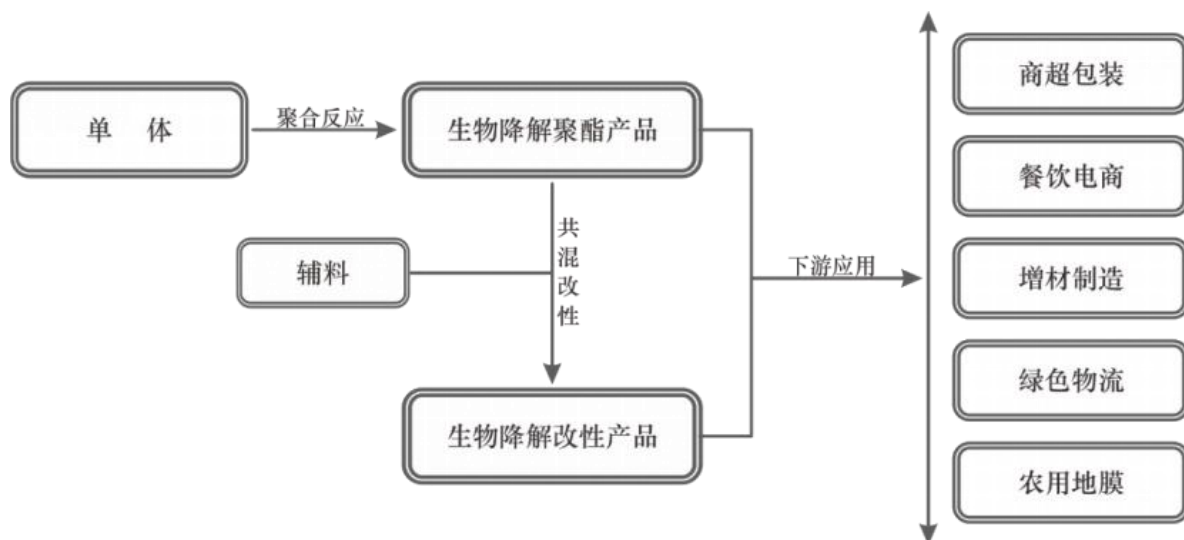 单 体
聚合反应
生物降解聚酯产品
共混改性
辅料
生物降解改性产品
下游应用
商超包装
餐饮电商
增材制造
绿色物流
农用地膜